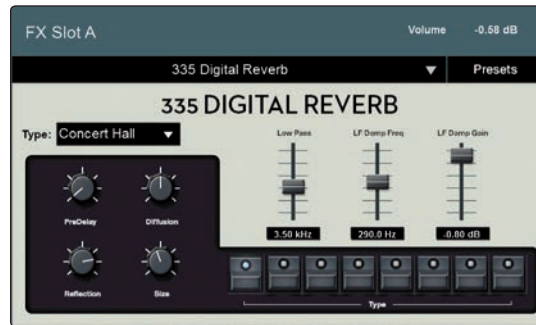 FX Slot A Volume -0.58 dB
335 Digital Reverb Presets
335 DIGITAL REVERB
Type: Concert Hall
Low Pass LF Damp Freq LF Damp Gain
PreDelay Diffusion
3.50 kHz 290.0 Hz -0.80 dB
Reflection Size
Type